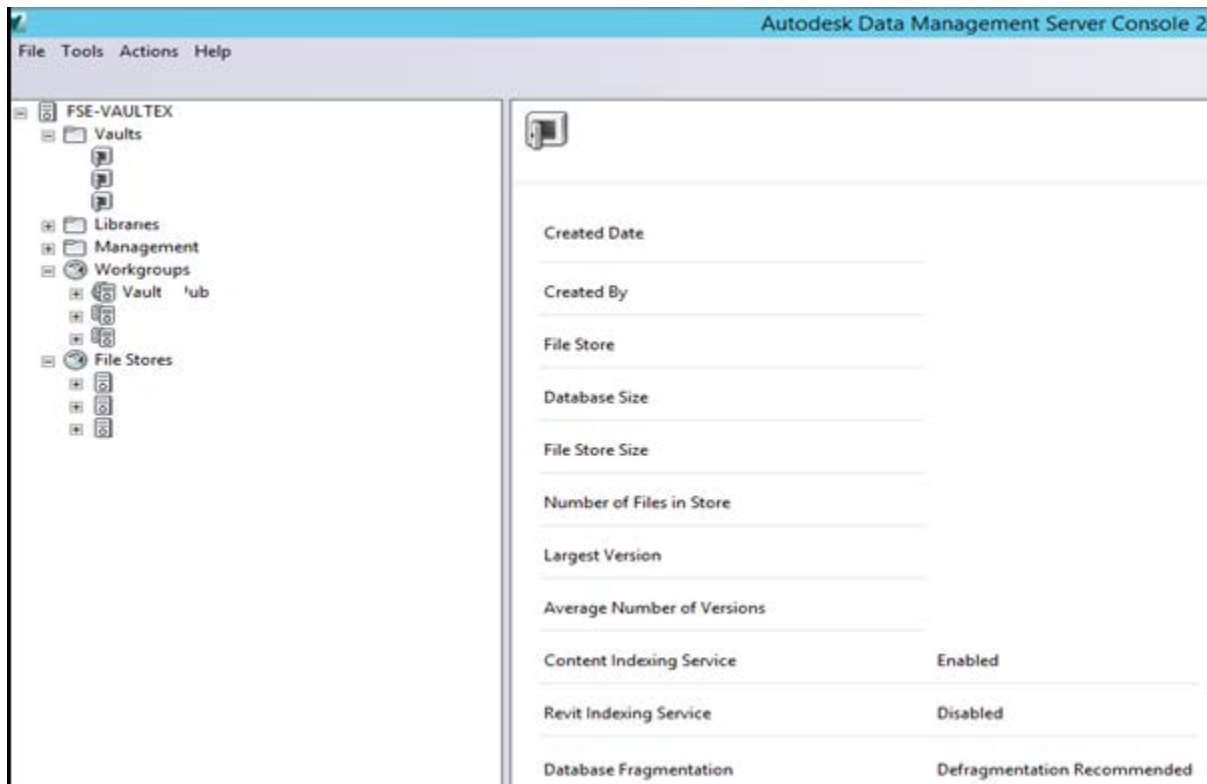 Autodesk Data Management Server Console 2
File Tools Actions Help
FSE-VAULTEX
Vaults
Libraries
Management
Workgroups
Vault 'ub
File Stores
Created Date
Created By
File Store
Database Size
File Store Size
Number of Files in Store
Largest Version
Average Number of Versions
Content Indexing Service Enabled
Revit Indexing Service Disabled
Database Fragmentation Defragmentation Recommended